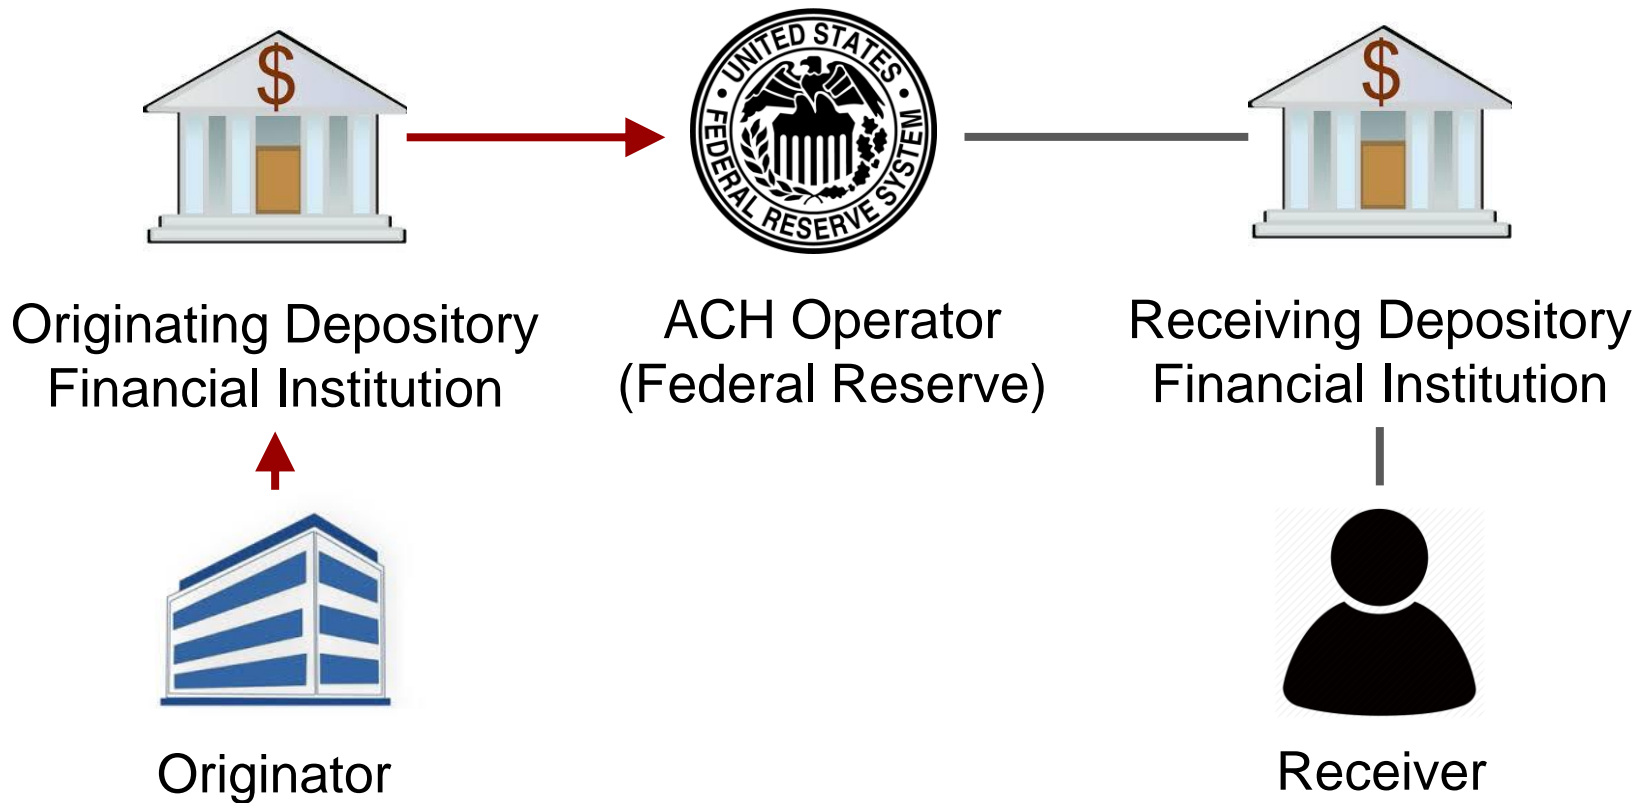 $
UNITED STATES
FEDERAL RESERVE SYSTEM
$
Originating Depository
Financial Institution
ACH Operator
(Federal Reserve)
Receiving Depository
Financial Institution
Originator
Receiver